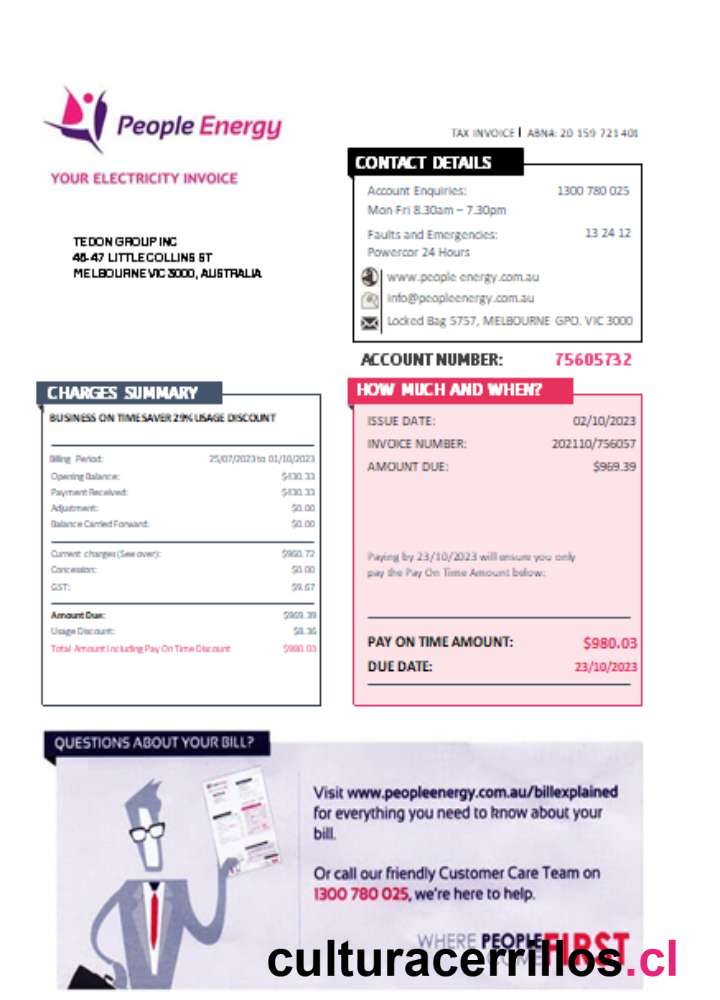 People Energy
TAX INVOICE | ABN#: 20 159 721 401
YOUR ELECTRICITY INVOICE
CONTACT DETAILS
Account Enquiries: 1300 780 025
Mon-Fri 8.30am – 7.30pm
Faults and Emergencies: 13 24 12
Powercor 24 Hours
www.people energy.com.au
info@peopleenergy.com.au
Locked Bag 5757, MELBOURNE GPO. VIC 3000
TEDON GROUP INC
46-47 LITTLE COLLINS ST
MELBOURNE VIC 3000, AUSTRALIA
ACCOUNT NUMBER: 75605732
CHARGES SUMMARY
BUSINESS ON TIME SAVER 29% USAGE DISCOUNT
Billing Period: 25/07/2023 to 01/10/2023
Opening Balance: $430.33
Payment Received: $430.33
Adjustment: $0.00
Balance Carried Forward: $0.00
Current charges (See over): $960.72
Concession: $0.00
GST: $9.67
Amount Due: $969.39
Usage Discount: $8.36
Total Amount Including Pay On Time Discount $980.03
HOW MUCH AND WHEN?
ISSUE DATE: 02/10/2023
INVOICE NUMBER: 202110/756057
AMOUNT DUE: $969.39
Paying by 23/10/2023 will ensure you only
pay the Pay On Time Amount below:
PAY ON TIME AMOUNT: $980.03
DUE DATE: 23/10/2023
QUESTIONS ABOUT YOUR BILL?
Visit www.peopleenergy.com.au/billexplained
for everything you need to know about your
bill.
Or call our friendly Customer Care Team on
1300 780 025, we're here to help.
WHERE PEOPLE
COME FIRST
culturacerrillos.cl